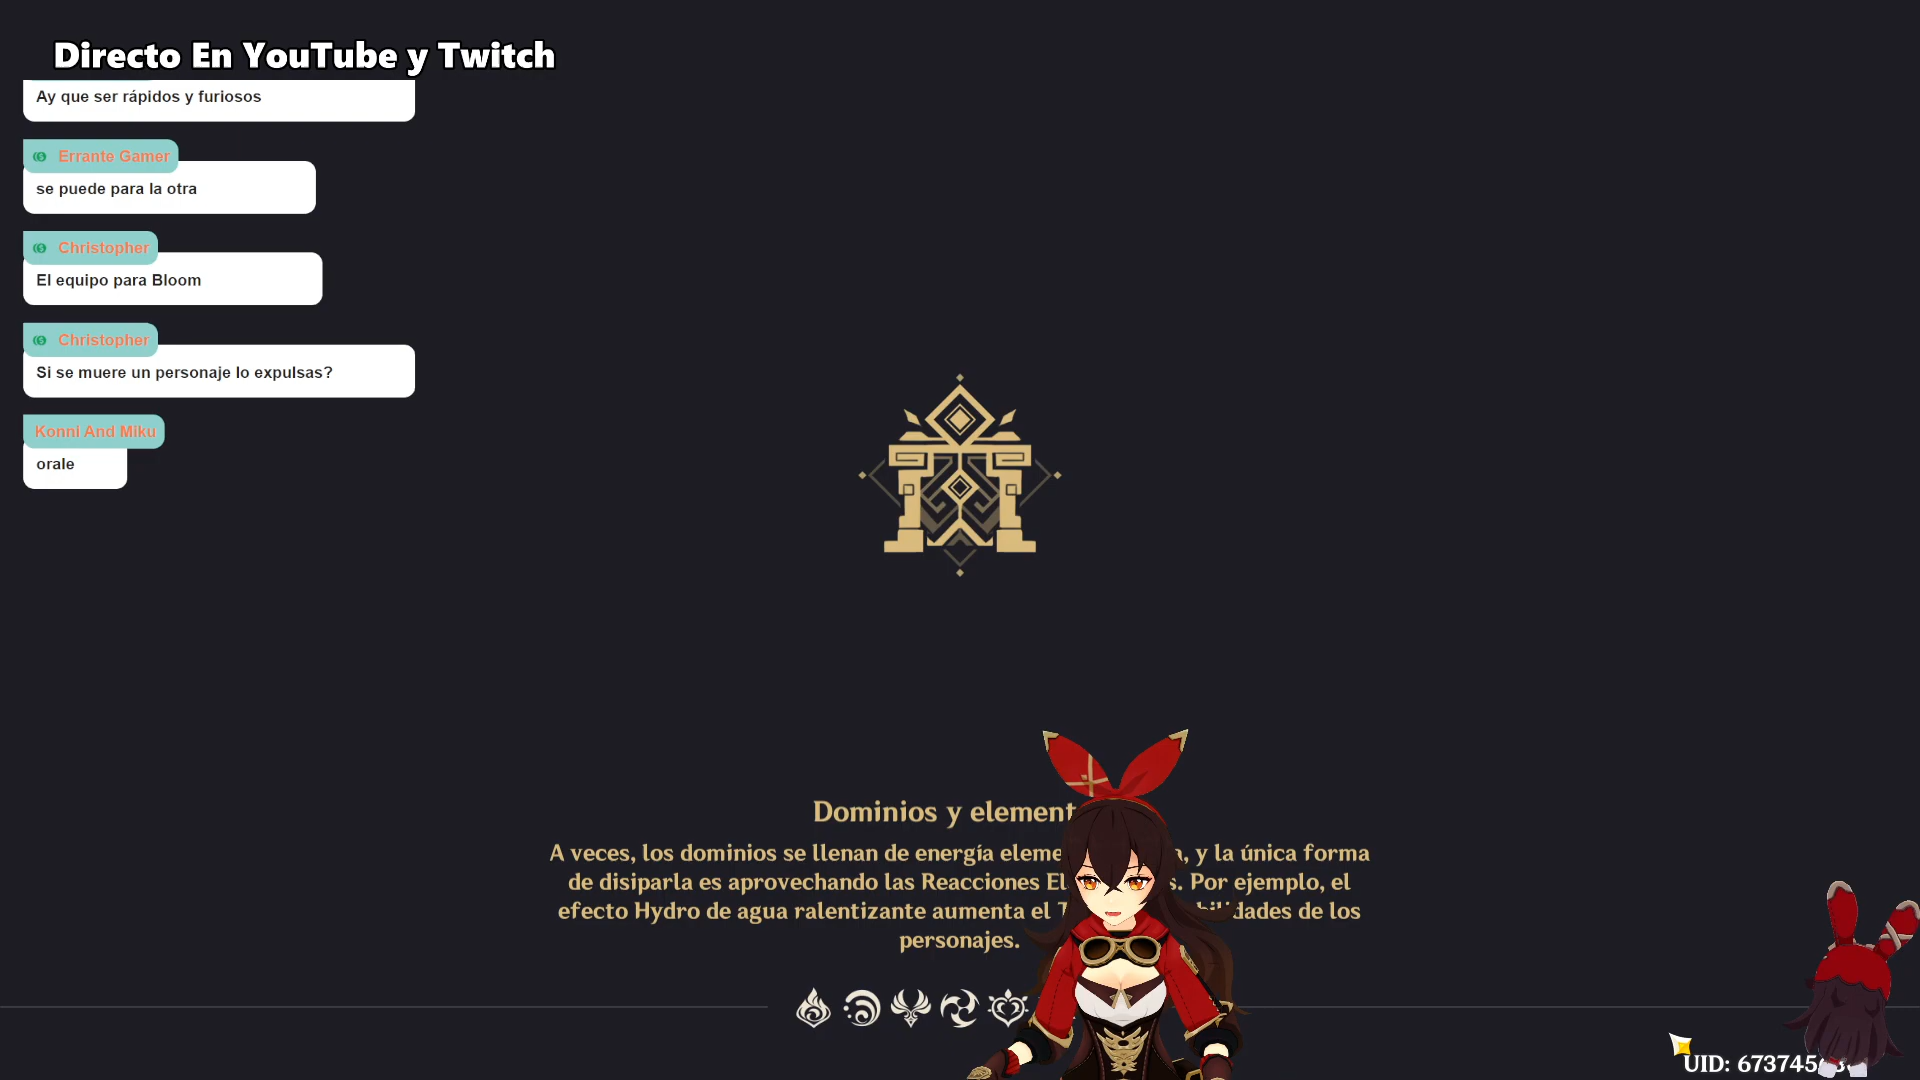 Directo En YouTube y Twitch
Ay que ser rápidos y furiosos
Errante Gamer
se puede para la otra
Christopher
El equipo para Bloom
Christopher
Si se muere un personaje lo expulsas?
Konni And Miku
orale
Dominios y element
A veces, los dominios se llenan de energía eleme , y la única forma
de disiparla es aprovechando las Reacciones El s. Por ejemplo, el
efecto Hydro de agua ralentizante aumenta el bilidades de los
personajes.
UID: 673745